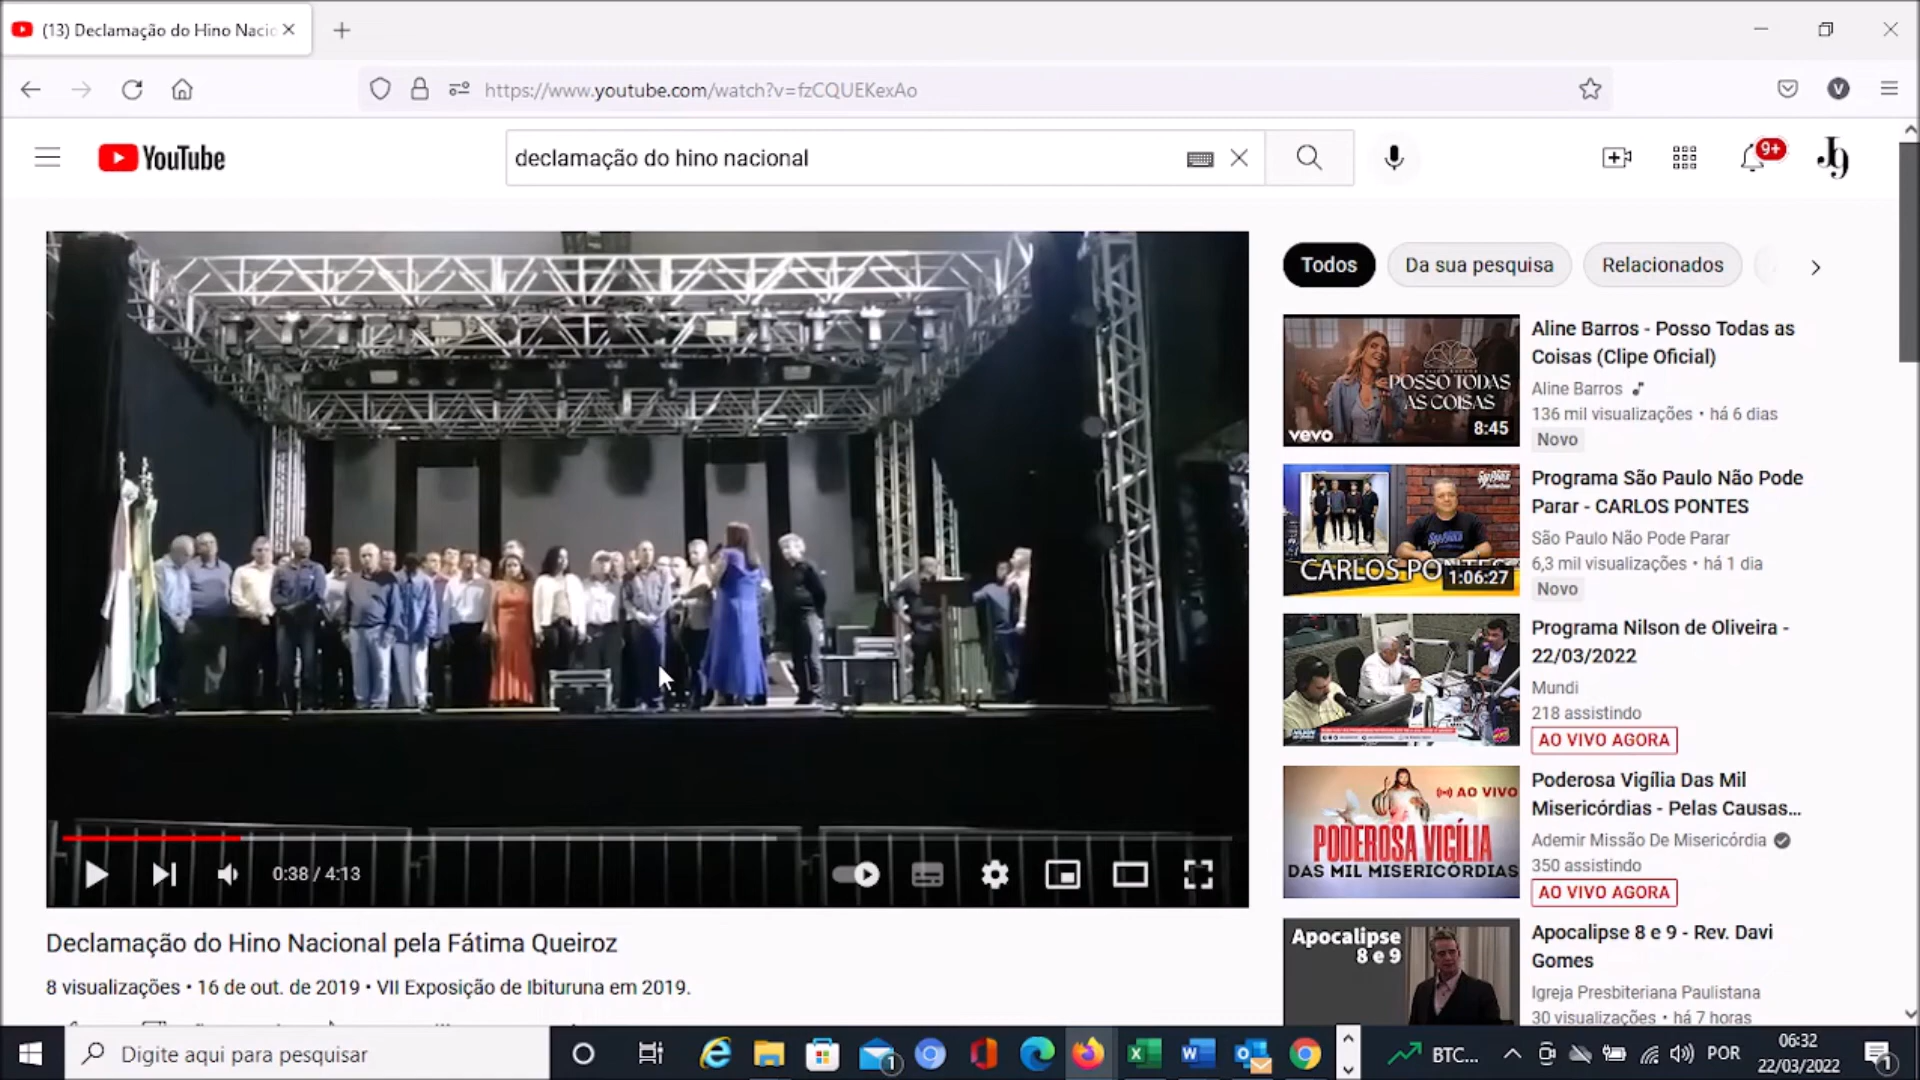 (13) Declamação do Hino Nacio
https://www.youtube.com/watch?v=fzCQUEKexAo
V
YouTube
declamação do hino nacional
9+
Todos
Da sua pesquisa
Relacionados
POSSO TODAS
AS COISAS
vevo
8:45
Aline Barros - Posso Todas as
Coisas (Clipe Oficial)
Aline Barros
136 mil visualizações • há 6 dias
Novo
CARLOS PONTES
1:06:27
Programa São Paulo Não Pode
Parar - CARLOS PONTES
São Paulo Não Pode Parar
6,3 mil visualizações • há 1 dia
Novo
Programa Nilson de Oliveira -
22/03/2022
Mundi
218 assistindo
AO VIVO AGORA
AO VIVO
PODEROSA VIGÍLIA
DAS MIL MISERICÓRDIAS
Poderosa Vigília Das Mil
Misericórdias - Pelas Causas...
Ademir Missão De Misericórdia
350 assistindo
AO VIVO AGORA
Apocalipse
8 e 9
Apocalipse 8 e 9 - Rev. Davi
Gomes
Igreja Presbiteriana Paulistana
30 visualizações • há 7 horas
0:38 / 4:13
Declamação do Hino Nacional pela Fátima Queiroz
8 visualizações • 16 de out. de 2019 • VII Exposição de Ibituruna em 2019.
Digite aqui para pesquisar
1
BTC...
POR
06:32
22/03/2022
1